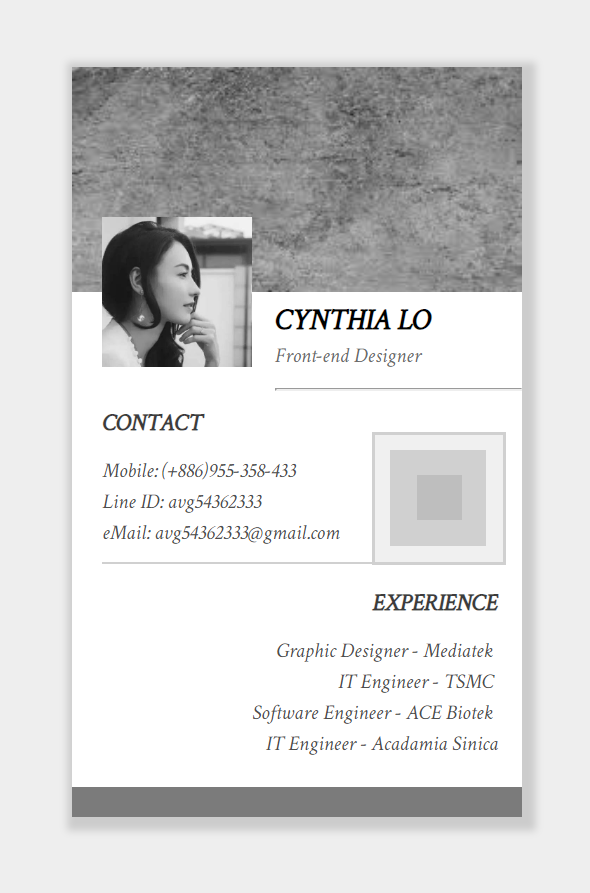 CYNTHIA LO
Front-end Designer
CONTACT
Mobile: (+886)955-358-433
Line ID: avg54362333
eMail: avg54362333@gmail.com
EXPERIENCE
Graphic Designer - Mediatek
IT Engineer - TSMC
Software Engineer - ACE Biotek
IT Engineer - Acadamia Sinica